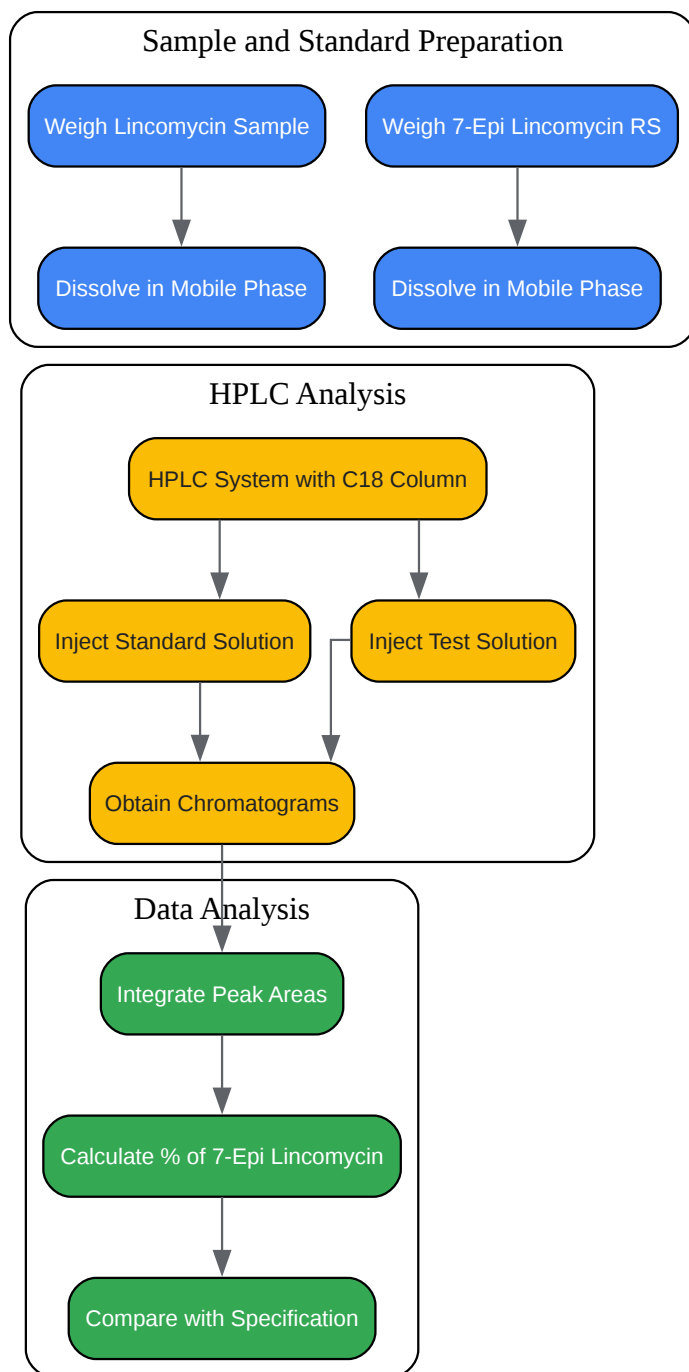 Sample and Standard Preparation
Weigh Lincomycin Sample
Weigh 7-Epi Lincomycin RS
Dissolve in Mobile Phase
Dissolve in Mobile Phase
HPLC Analysis
HPLC System with C18 Column
Inject Standard Solution
Inject Test Solution
Obtain Chromatograms
Data Analysis
Integrate Peak Areas
Calculate % of 7-Epi Lincomycin
Compare with Specification